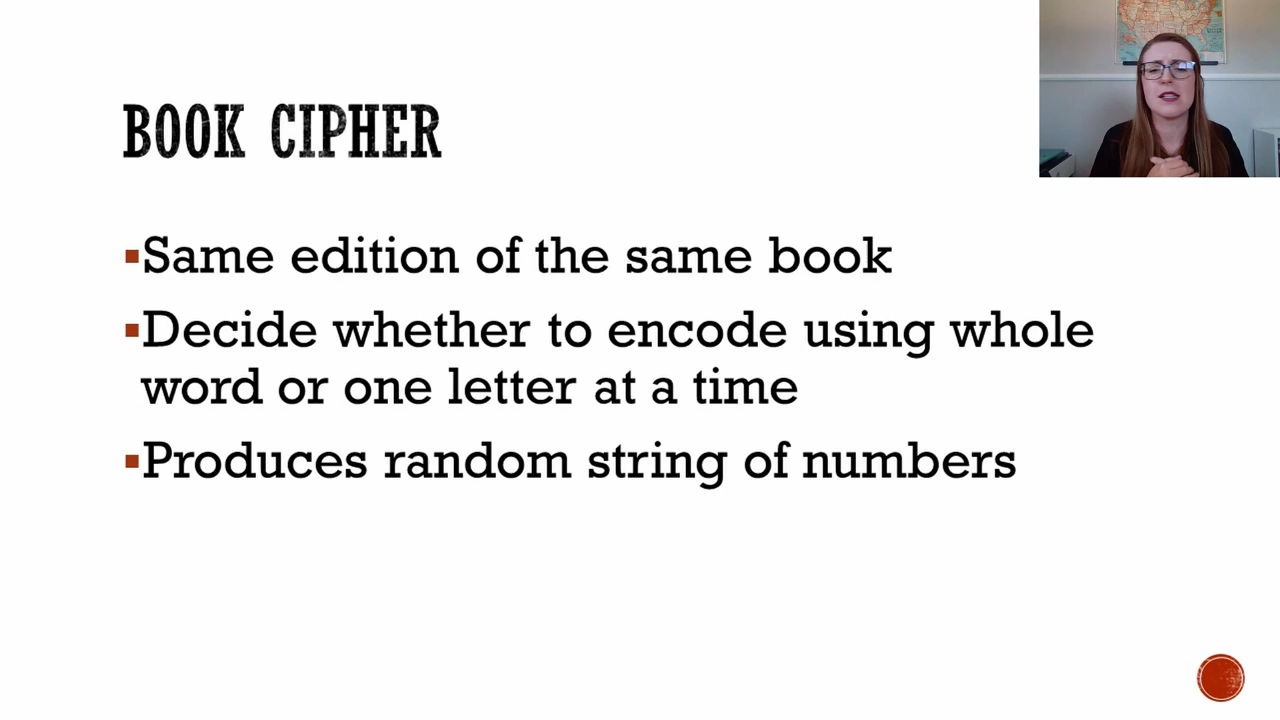 BOOK CIPHER
▪Same edition of the same book
▪Decide whether to encode using whole
word or one letter at a time
▪Produces random string of numbers